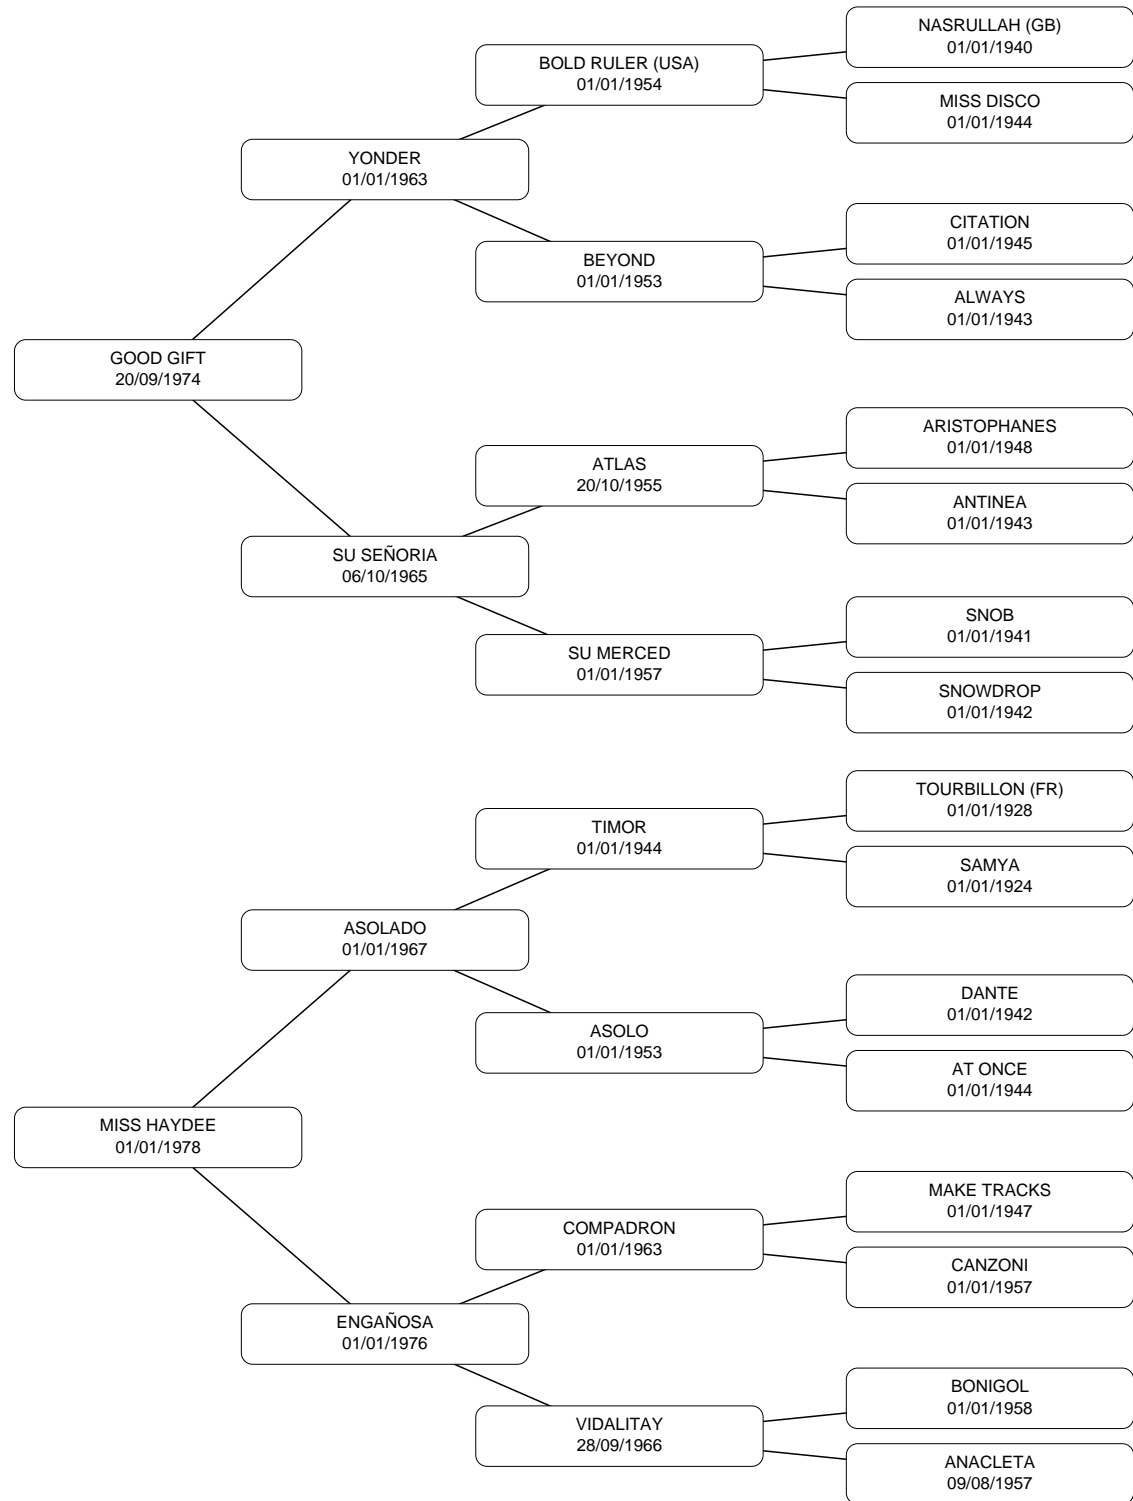 NASRULLAH (GB)
01/01/1940
BOLD RULER (USA)
01/01/1954
MISS DISCO
01/01/1944
YONDER
01/01/1963
CITATION
01/01/1945
BEYOND
01/01/1953
ALWAYS
01/01/1943
GOOD GIFT
20/09/1974
ARISTOPHANES
01/01/1948
ATLAS
20/10/1955
ANTINEA
01/01/1943
SU SEÑORIA
06/10/1965
SNOB
01/01/1941
SU MERCED
01/01/1957
SNOWDROP
01/01/1942
TOURBILLON (FR)
01/01/1928
TIMOR
01/01/1944
SAMYA
01/01/1924
ASOLADO
01/01/1967
DANTE
01/01/1942
ASOLO
01/01/1953
AT ONCE
01/01/1944
MISS HAYDEE
01/01/1978
MAKE TRACKS
01/01/1947
COMPADRON
01/01/1963
CANZONI
01/01/1957
ENGAÑOSA
01/01/1976
BONIGOL
01/01/1958
VIDALITAY
28/09/1966
ANACLETA
09/08/1957